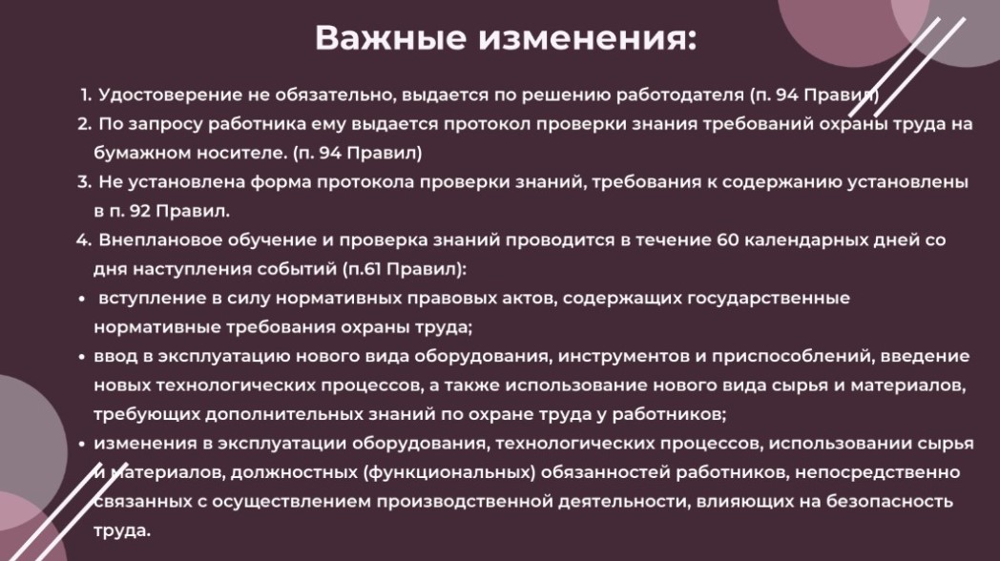 Важные изменения:
1. Удостоверение не обязательно, выдается по решению работодателя (п. 94 Правил)
2. По запросу работника ему выдается протокол проверки знания требований охраны труда на
бумажном носителе. (п. 94 Правил)
3. Не установлена форма протокола проверки знаний, требования к содержанию установлены
в п. 92 Правил.
4. Внеплановое обучение и проверка знаний проводится в течение 60 календарных дней со
дня наступления событий (п.61 Правил):
• вступление в силу нормативных правовых актов, содержащих государственные
нормативные требования охраны труда;
• ввод в эксплуатацию нового вида оборудования, инструментов и приспособлений, введение
новых технологических процессов, а также использование нового вида сырья и материалов,
требующих дополнительных знаний по охране труда у работников;
• изменения в эксплуатации оборудования, технологических процессов, использовании сырья
и материалов, должностных (функциональных) обязанностей работников, непосредственно
связанных с осуществлением производственной деятельности, влияющих на безопасность
труда.